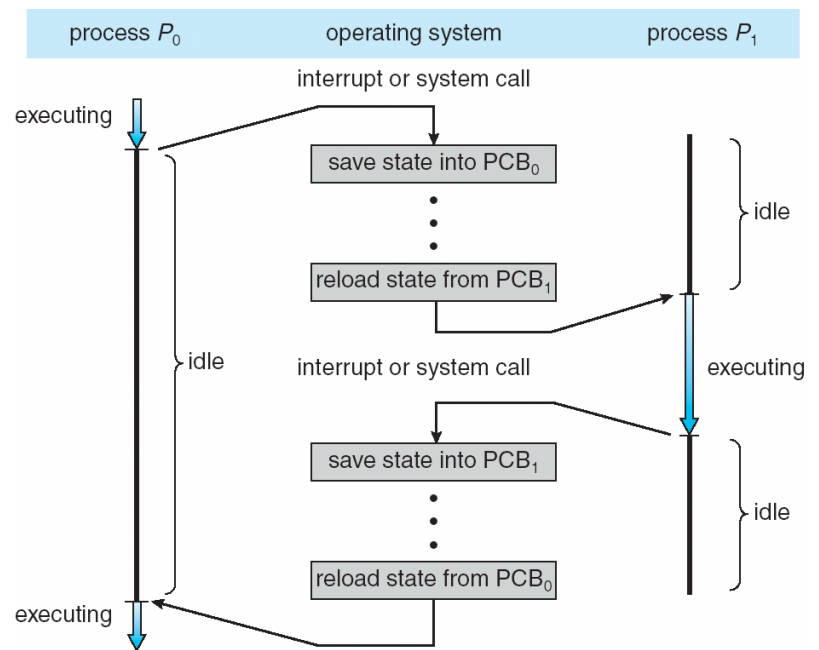 process P₀ operating system process P₁
interrupt or system call
executing
save state into PCB₀
idle
reload state from PCB₁
idle
interrupt or system call
executing
save state into PCB₁
idle
reload state from PCB₀
executing